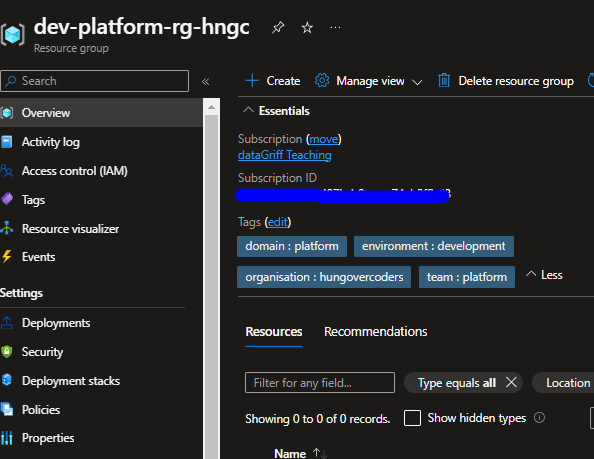 dev-platform-rg-hngc
Resource group
Search
Overview
Activity log
Access control (IAM)
Tags
Resource visualizer
Events
Settings
Deployments
Security
Deployment stacks
Policies
Properties
Create
Manage view
Delete resource group
Essentials
Subscription (move)
dataGriff Teaching
Subscription ID
Tags (edit)
domain : platform
environment : development
organisation : hungovercoders
team : platform
Less
Resources
Recommendations
Filter for any field...
Type equals all
Location
Showing 0 to 0 of 0 records.
Show hidden types
Name